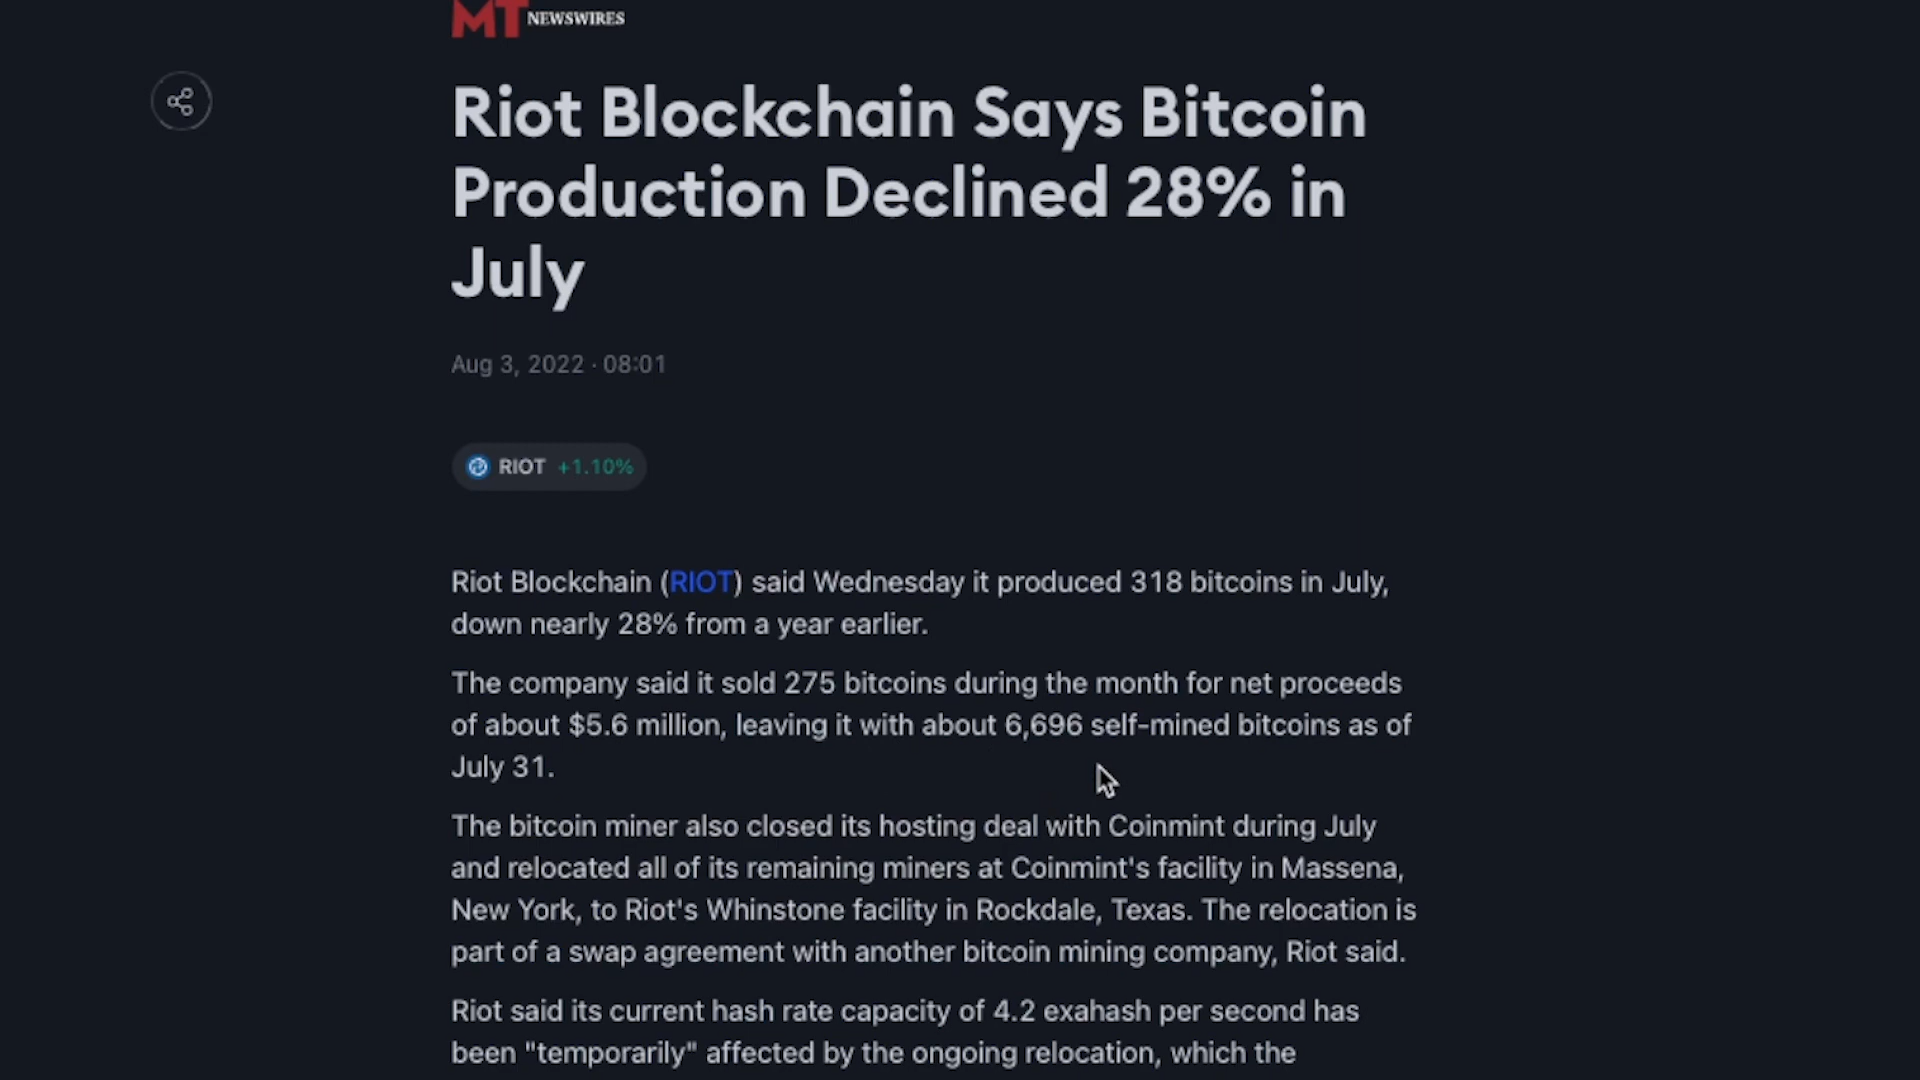 MT NEWSWIRES
Riot Blockchain Says Bitcoin
Production Declined 28% in
July
Aug 3, 2022 · 08:01
RIOT +1.10%
Riot Blockchain (RIOT) said Wednesday it produced 318 bitcoins in July,
down nearly 28% from a year earlier.
The company said it sold 275 bitcoins during the month for net proceeds
of about $5.6 million, leaving it with about 6,696 self-mined bitcoins as of
July 31.
The bitcoin miner also closed its hosting deal with Coinmint during July
and relocated all of its remaining miners at Coinmint's facility in Massena,
New York, to Riot's Whinstone facility in Rockdale, Texas. The relocation is
part of a swap agreement with another bitcoin mining company, Riot said.
Riot said its current hash rate capacity of 4.2 exahash per second has
been "temporarily" affected by the ongoing relocation, which the